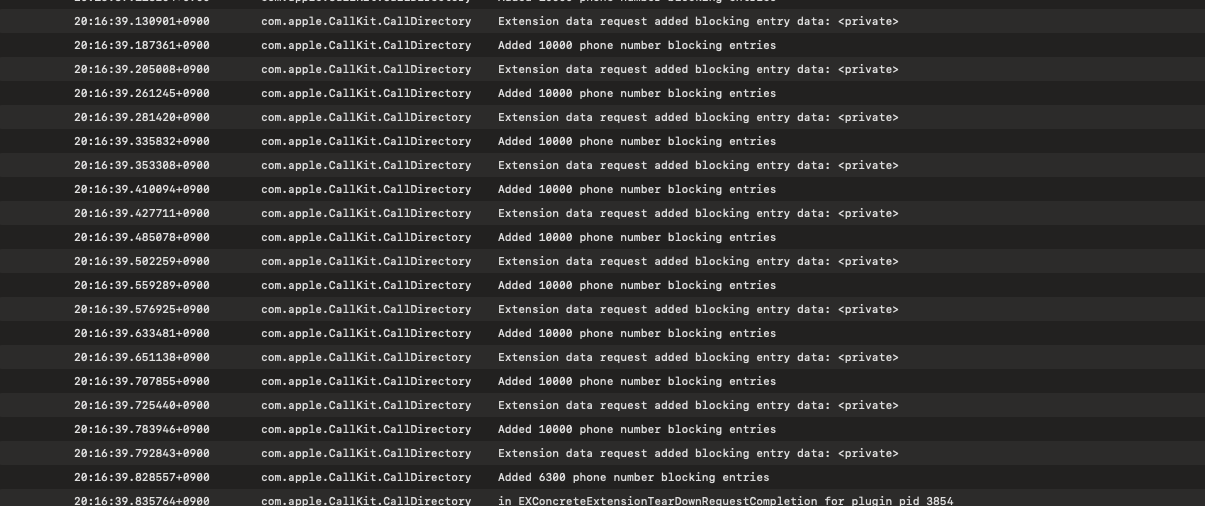 20:16:39.130901+0900 com.apple.CallKit.CallDirectory Extension data request added blocking entry data: <private>
20:16:39.187361+0900 com.apple.CallKit.CallDirectory Added 10000 phone number blocking entries
20:16:39.205008+0900 com.apple.CallKit.CallDirectory Extension data request added blocking entry data: <private>
20:16:39.261245+0900 com.apple.CallKit.CallDirectory Added 10000 phone number blocking entries
20:16:39.281420+0900 com.apple.CallKit.CallDirectory Extension data request added blocking entry data: <private>
20:16:39.335832+0900 com.apple.CallKit.CallDirectory Added 10000 phone number blocking entries
20:16:39.353308+0900 com.apple.CallKit.CallDirectory Extension data request added blocking entry data: <private>
20:16:39.410094+0900 com.apple.CallKit.CallDirectory Added 10000 phone number blocking entries
20:16:39.427711+0900 com.apple.CallKit.CallDirectory Extension data request added blocking entry data: <private>
20:16:39.485078+0900 com.apple.CallKit.CallDirectory Added 10000 phone number blocking entries
20:16:39.502259+0900 com.apple.CallKit.CallDirectory Extension data request added blocking entry data: <private>
20:16:39.559289+0900 com.apple.CallKit.CallDirectory Added 10000 phone number blocking entries
20:16:39.576925+0900 com.apple.CallKit.CallDirectory Extension data request added blocking entry data: <private>
20:16:39.633481+0900 com.apple.CallKit.CallDirectory Added 10000 phone number blocking entries
20:16:39.651138+0900 com.apple.CallKit.CallDirectory Extension data request added blocking entry data: <private>
20:16:39.707855+0900 com.apple.CallKit.CallDirectory Added 10000 phone number blocking entries
20:16:39.725440+0900 com.apple.CallKit.CallDirectory Extension data request added blocking entry data: <private>
20:16:39.783946+0900 com.apple.CallKit.CallDirectory Added 10000 phone number blocking entries
20:16:39.792843+0900 com.apple.CallKit.CallDirectory Extension data request added blocking entry data: <private>
20:16:39.828557+0900 com.apple.CallKit.CallDirectory Added 6300 phone number blocking entries
20:16:39.835764+0900 in EXConcreteExtensionTearDownRequestCompletion for plugin pid 3854